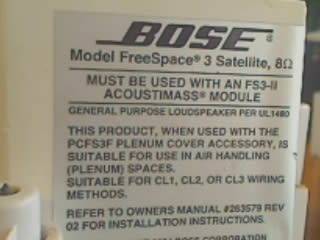 BOSE®
Model FreeSpace® 3 Satellite, 8Ω
MUST BE USED WITH AN FS3-II
ACOUSTIMASS® MODULE
GENERAL PURPOSE LOUDSPEAKER PER UL1480
THIS PRODUCT, WHEN USED WITH THE
PCFS3F PLENUM COVER ACCESSORY, IS
SUITABLE FOR USE IN AIR HANDLING
(PLENUM) SPACES.
SUITABLE FOR CL1, CL2, OR CL3 WIRING
METHODS.
REFER TO OWNERS MANUAL #263579 REV
02 FOR INSTALLATION INSTRUCTIONS.
BOSE CORPORATION